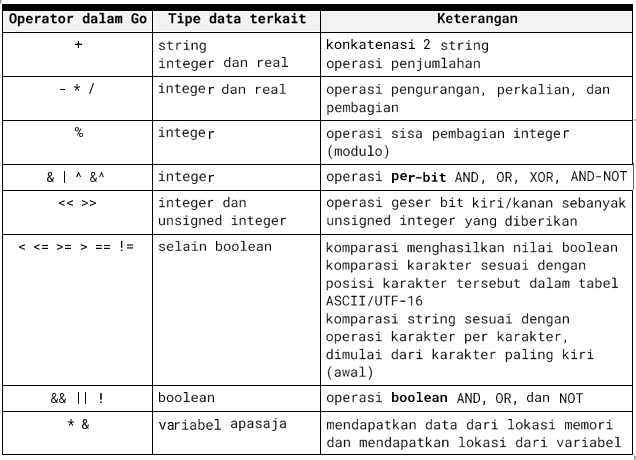 Operator dalam Go Tipe data terkait Keterangan
+ string konkatenasi 2 string
integer dan real operasi penjumlahan
- * / integer dan real operasi pengurangan, perkalian, dan
pembagian
% integer operasi sisa pembagian integer
(modulo)
& | ^ &^ integer operasi per-bit AND, OR, XOR, AND-NOT
<< >> integer dan operasi geser bit kiri/kanan sebanyak
unsigned integer unsigned integer yang diberikan
< <= >= > == != selain boolean komparasi menghasilkan nilai boolean
komparasi karakter sesuai dengan
posisi karakter tersebut dalam tabel
ASCII/UTF-16
komparasi string sesuai dengan
operasi karakter per karakter,
dimulai dari karakter paling kiri
(awal)
&& || ! boolean operasi boolean AND, OR, dan NOT
* & variabel apasaja mendapatkan data dari lokasi memori
dan mendapatkan lokasi dari variabel